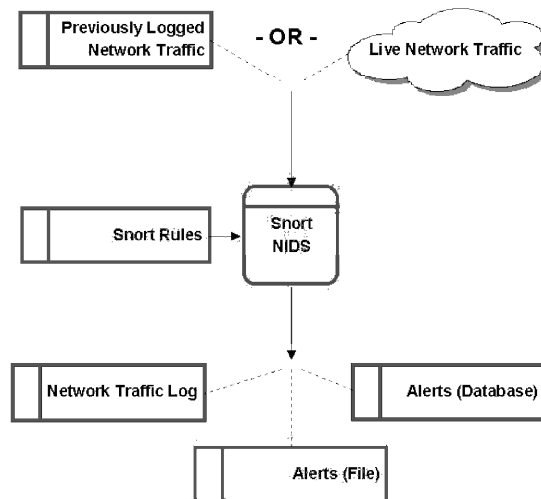 Previously Logged
Network Traffic
- OR -
Live Network Traffic
Snort Rules
Snort
NIDS
Network Traffic Log
Alerts (Database)
Alerts (File)